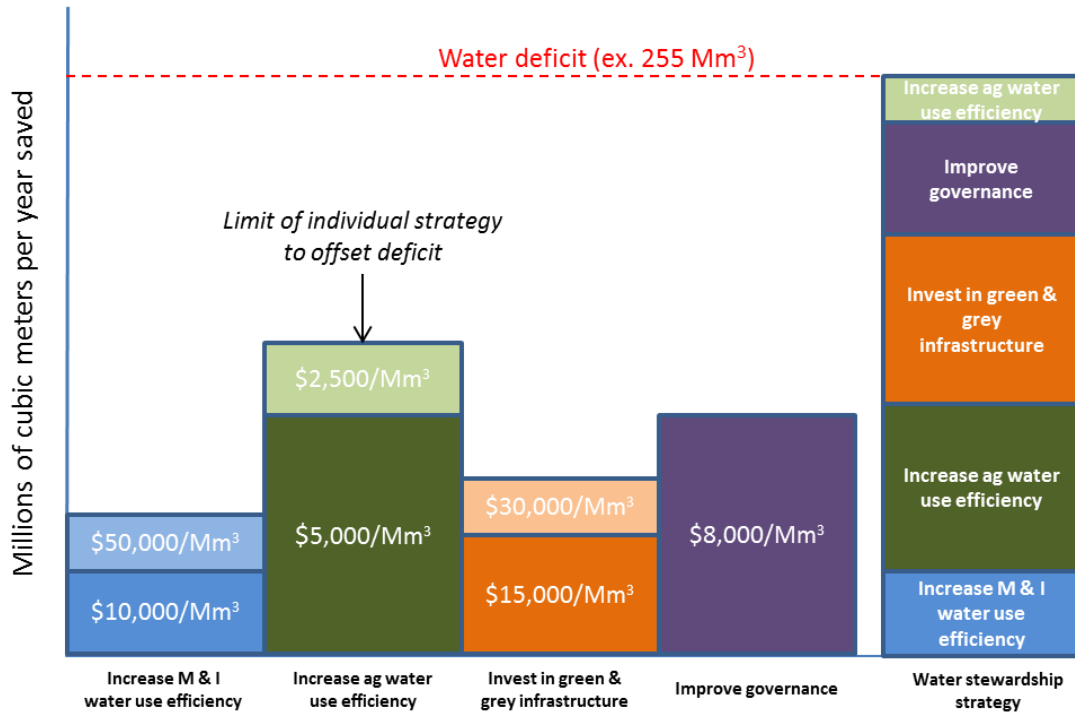 Water deficit (ex. 255 Mm³)
Millions of cubic meters per year saved
Limit of individual strategy
to offset deficit
$50,000/Mm³
$10,000/Mm³
$2,500/Mm³
$5,000/Mm³
$30,000/Mm³
$15,000/Mm³
$8,000/Mm³
Increase ag water
use efficiency
Improve
governance
Invest in green &
grey
infrastructure
Increase ag water
use efficiency
Increase M & I
water use
efficiency
Increase M & I
water use efficiency
Increase ag water
use efficiency
Invest in green &
grey infrastructure
Improve governance
Water stewardship
strategy